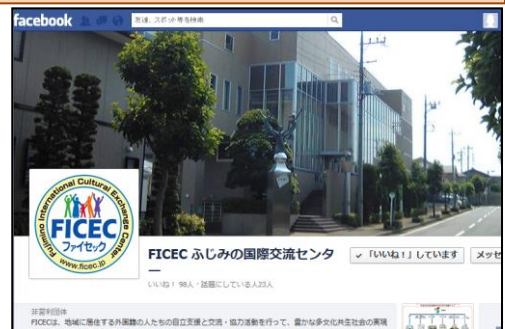 facebook
友達、スポット等を検索
International Cultural Exchange
Fujimino Center
FICEC
ファイセック
www.ficec.jp
FICEC ふじみの国際交流センタ
ー
✓ 「いいね！」しています
メッセ
いいね！ 98人・話題にしている人23人
非営利団体
FICECは、地域に居住する外国籍の人たちの自立支援と交流・協力活動を行って、豊かな多文化共生社会の実現